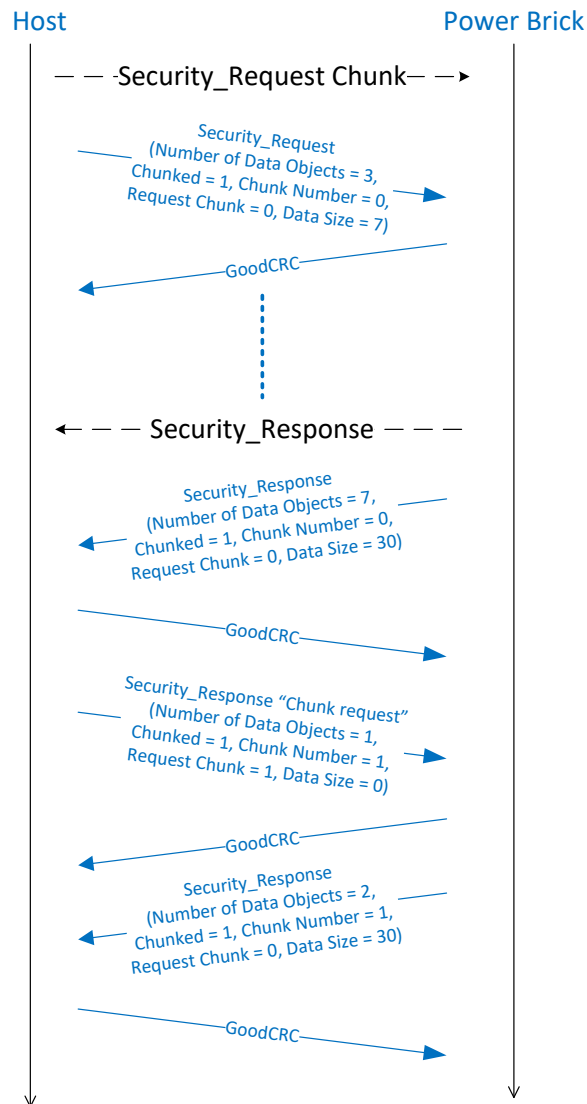 Host
Power Brick
Security_Request Chunk
Security_Request
(Number of Data Objects = 3,
Chunked = 1, Chunk Number = 0,
Request Chunk = 0, Data Size = 7)
GoodCRC
Security_Response
Security_Response
(Number of Data Objects = 7,
Chunked = 1, Chunk Number = 0,
Request Chunk = 0, Data Size = 30)
GoodCRC
Security_Response “Chunk request”
(Number of Data Objects = 1,
Chunked = 1, Chunk Number = 1,
Request Chunk = 1, Data Size = 0)
GoodCRC
Security_Response
(Number of Data Objects = 2,
Chunked = 1, Chunk Number = 1,
Request Chunk = 0, Data Size = 30)
GoodCRC